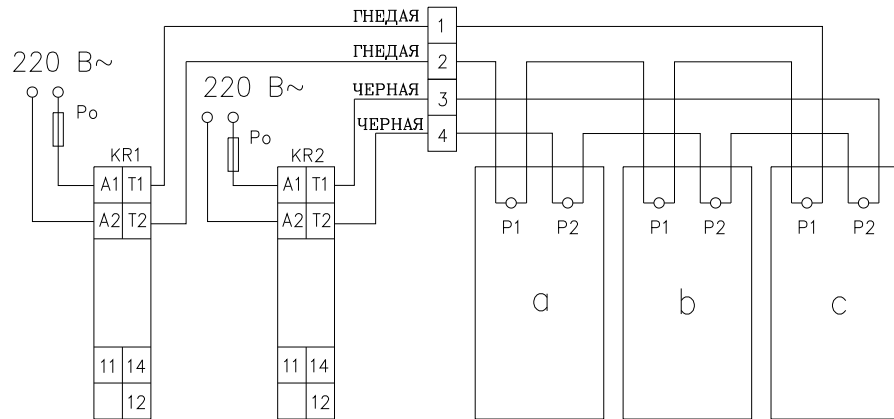 ГНЕДАЯ 1
ГНЕДАЯ 2
ЧЕРНАЯ 3
ЧЕРНАЯ 4
220 В~
Po
KR1
A1 T1
A2 T2
11 14
12
220 В~
Po
KR2
A1 T1
A2 T2
11 14
12
P1 P2
a
P1 P2
b
P1 P2
c